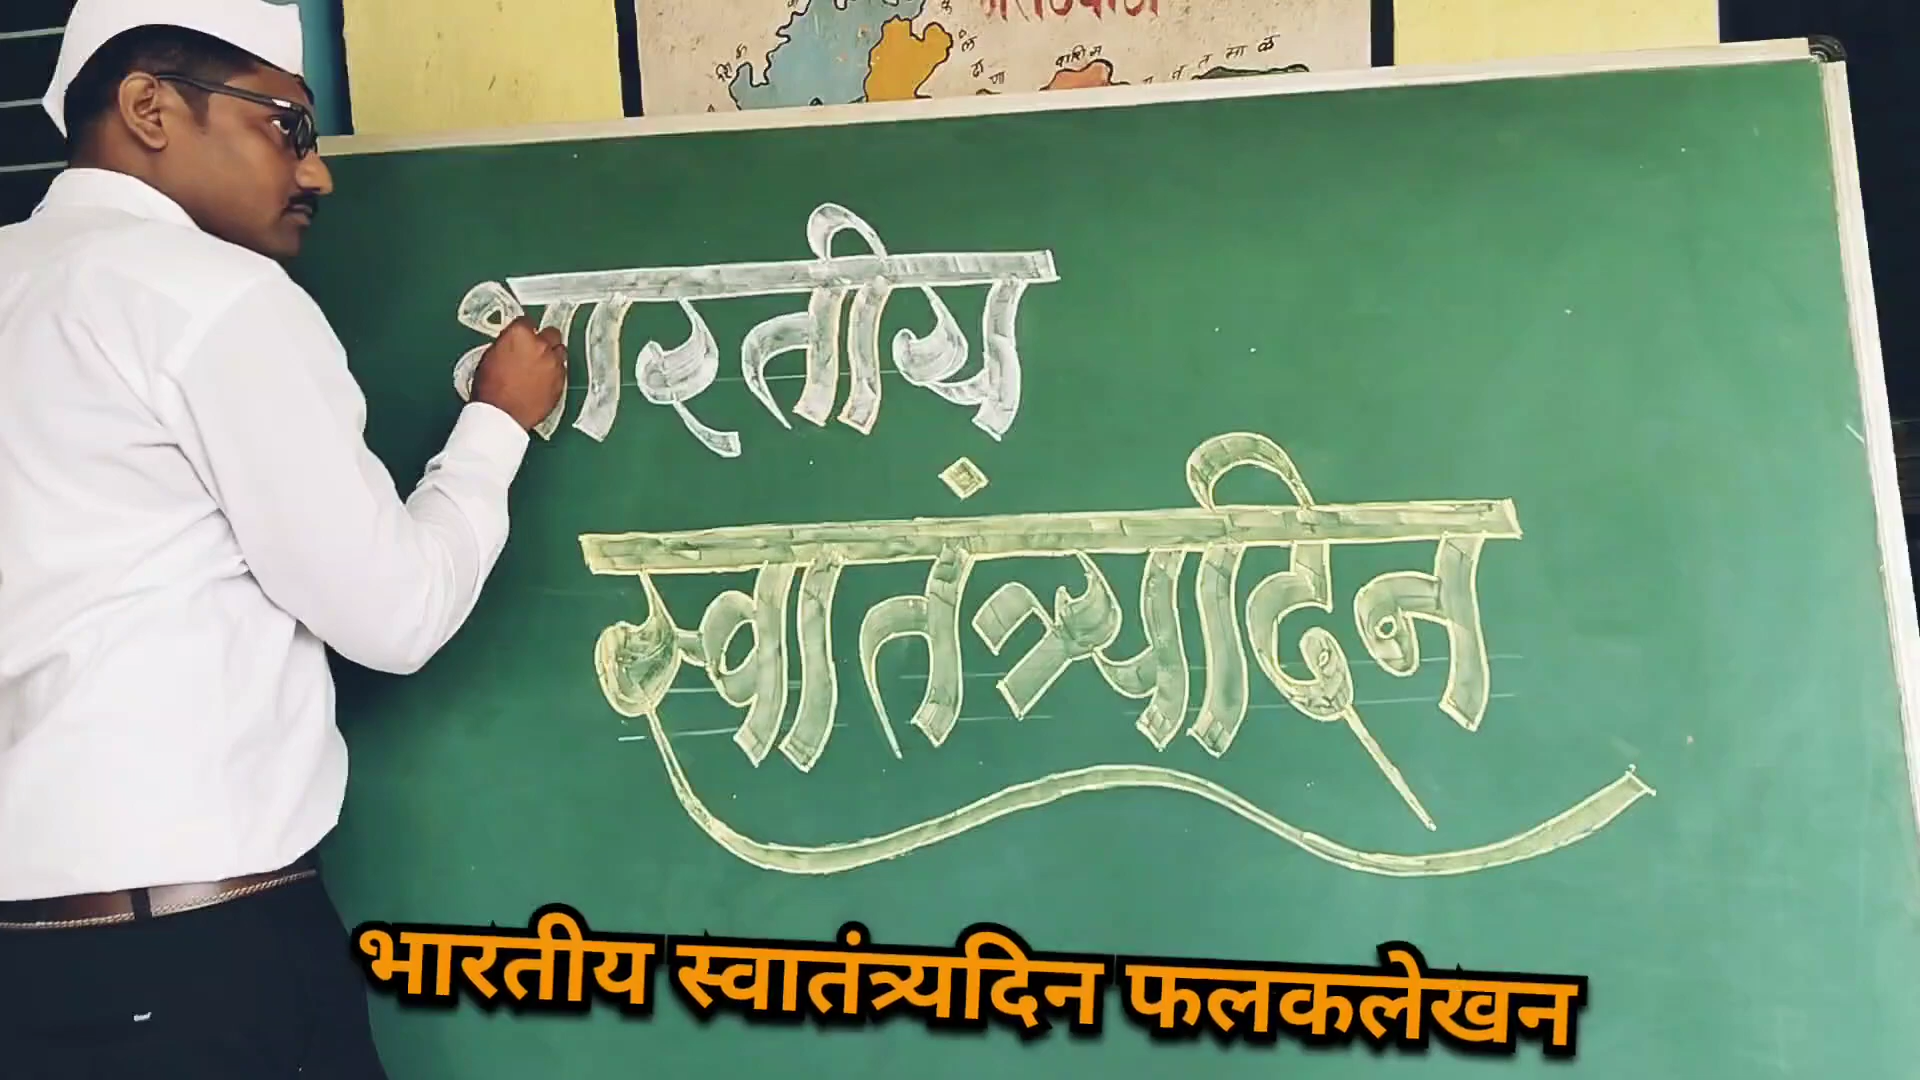 वाशिम
भारतीय
स्वातंत्र्यदिन
भारतीय स्वातंत्र्यदिन फलकलेखन